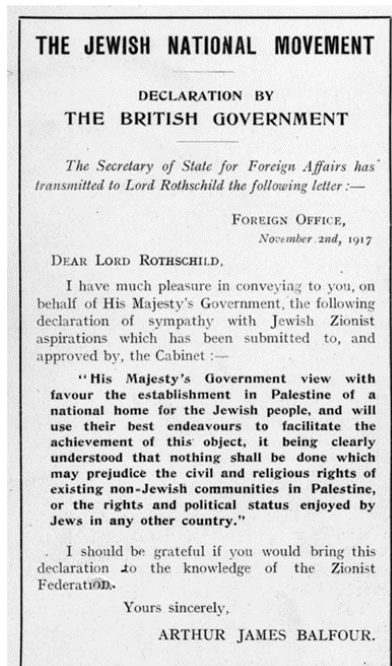 THE JEWISH NATIONAL MOVEMENT
DECLARATION BY
THE BRITISH GOVERNMENT
The Secretary of State for Foreign Affairs has
transmitted to Lord Rothschild the following letter :—
FOREIGN OFFICE,
November 2nd, 1917
DEAR LORD ROTHSCHILD,
I have much pleasure in conveying to you, on
behalf of His Majesty's Government, the following
declaration of sympathy with Jewish Zionist
aspirations which has been submitted to, and
approved by, the Cabinet :—
"His Majesty's Government view with
favour the establishment in Palestine of a
national home for the Jewish people, and will
use their best endeavours to facilitate the
achievement of this object, it being clearly
understood that nothing shall be done which
may prejudice the civil and religious rights of
existing non-Jewish communities in Palestine,
or the rights and political status enjoyed by
Jews in any other country."
I should be grateful if you would bring this
declaration to the knowledge of the Zionist
Federation.
Yours sincerely,
ARTHUR JAMES BALFOUR.